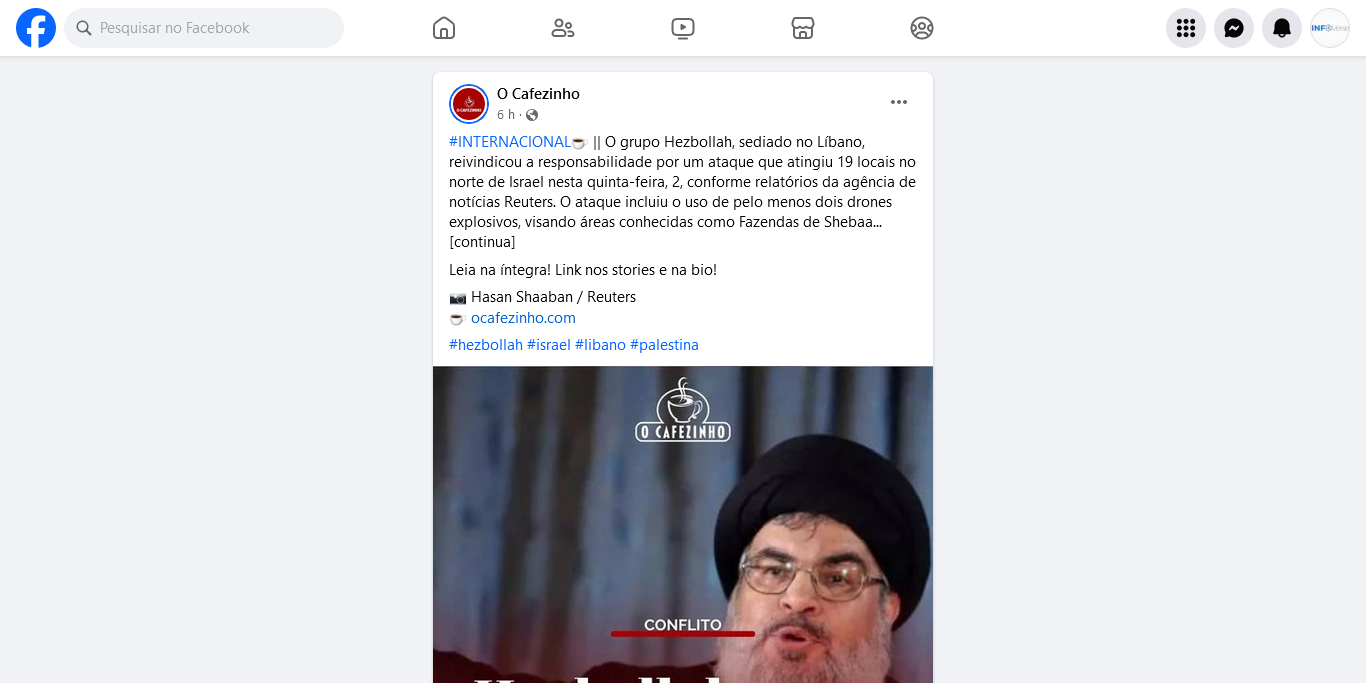 Pesquisar no Facebook
INFOVerse
O Cafezinho
6 h ·
#INTERNACIONAL☕ || O grupo Hezbollah, sediado no Líbano,
reivindicou a responsabilidade por um ataque que atingiu 19 locais no
norte de Israel nesta quinta-feira, 2, conforme relatórios da agência de
notícias Reuters. O ataque incluiu o uso de pelo menos dois drones
explosivos, visando áreas conhecidas como Fazendas de Shebaa...
[continua]
Leia na íntegra! Link nos stories e na bio!
📷 Hasan Shaaban / Reuters
☕ ocafezinho.com
#hezbollah #israel #libano #palestina
O CAFEZINHO
CONFLITO